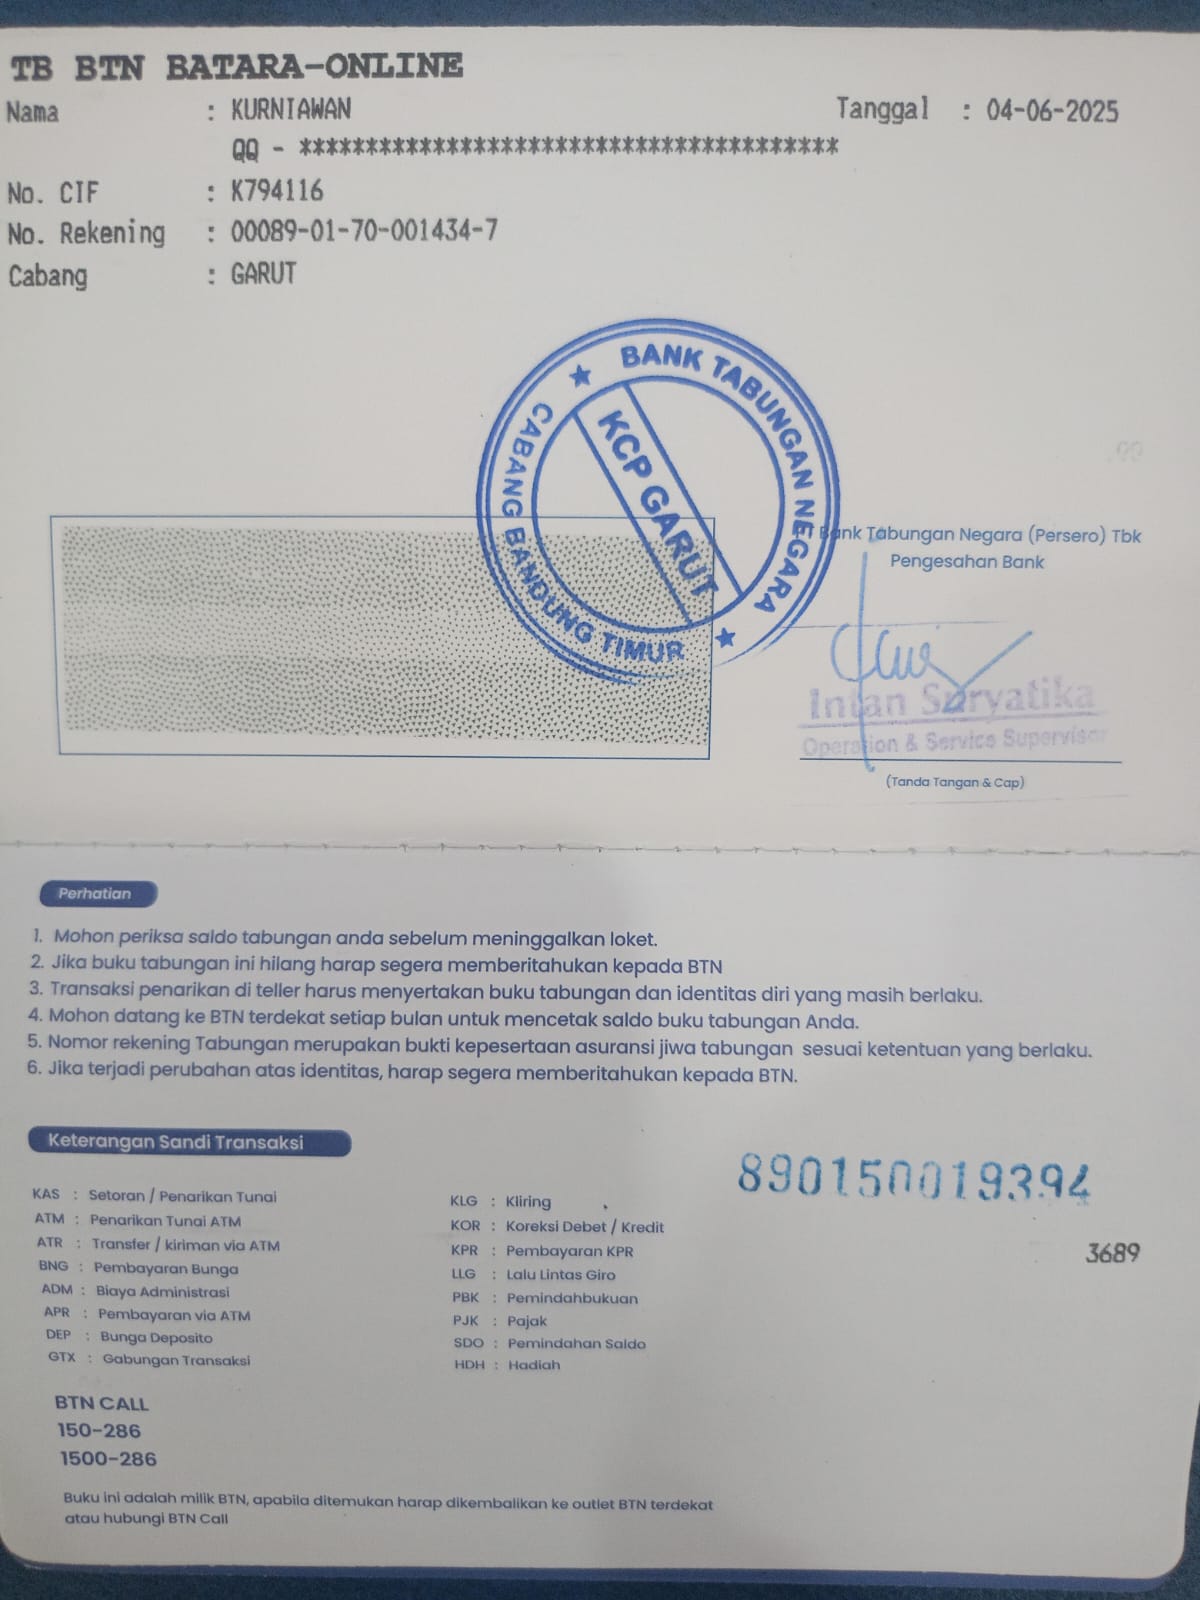 TB BTN BATARA-ONLINE
Nama : KURNIAWAN
Tanggal : 04-06-2025
QQ - *****************************************
No. CIF : K794116
No. Rekening : 00089-01-70-001434-7
Cabang : GARUT
BANK TABUNGAN NEGARA
KCP GARUT
CABANG BANDUNG TIMUR
Bank Tabungan Negara (Persero) Tbk
Pengesahan Bank
Intan Suryatika
Operation & Service Supervisor
(Tanda Tangan & Cap)
Perhatian
1. Mohon periksa saldo tabungan anda sebelum meninggalkan loket.
2. Jika buku tabungan ini hilang harap segera memberitahukan kepada BTN
3. Transaksi penarikan di teller harus menyertakan buku tabungan dan identitas diri yang masih berlaku.
4. Mohon datang ke BTN terdekat setiap bulan untuk mencetak saldo buku tabungan Anda.
5. Nomor rekening Tabungan merupakan bukti kepesertaan asuransi jiwa tabungan sesuai ketentuan yang berlaku.
6. Jika terjadi perubahan atas identitas, harap segera memberitahukan kepada BTN.
Keterangan Sandi Transaksi
KAS : Setoran / Penarikan Tunai
ATM : Penarikan Tunai ATM
ATR : Transfer / kiriman via ATM
BNG : Pembayaran Bunga
ADM : Biaya Administrasi
APR : Pembayaran via ATM
DEP : Bunga Deposito
GTX : Gabungan Transaksi
KLG : Kliring
KOR : Koreksi Debet / Kredit
KPR : Pembayaran KPR
LLG : Lalu Lintas Giro
PBK : Pemindahbukuan
PJK : Pajak
SDO : Pemindahan Saldo
HDH : Hadiah
890150019394
3689
BTN CALL
150-286
1500-286
Buku ini adalah milik BTN, apabila ditemukan harap dikembalikan ke outlet BTN terdekat
atau hubungi BTN Call